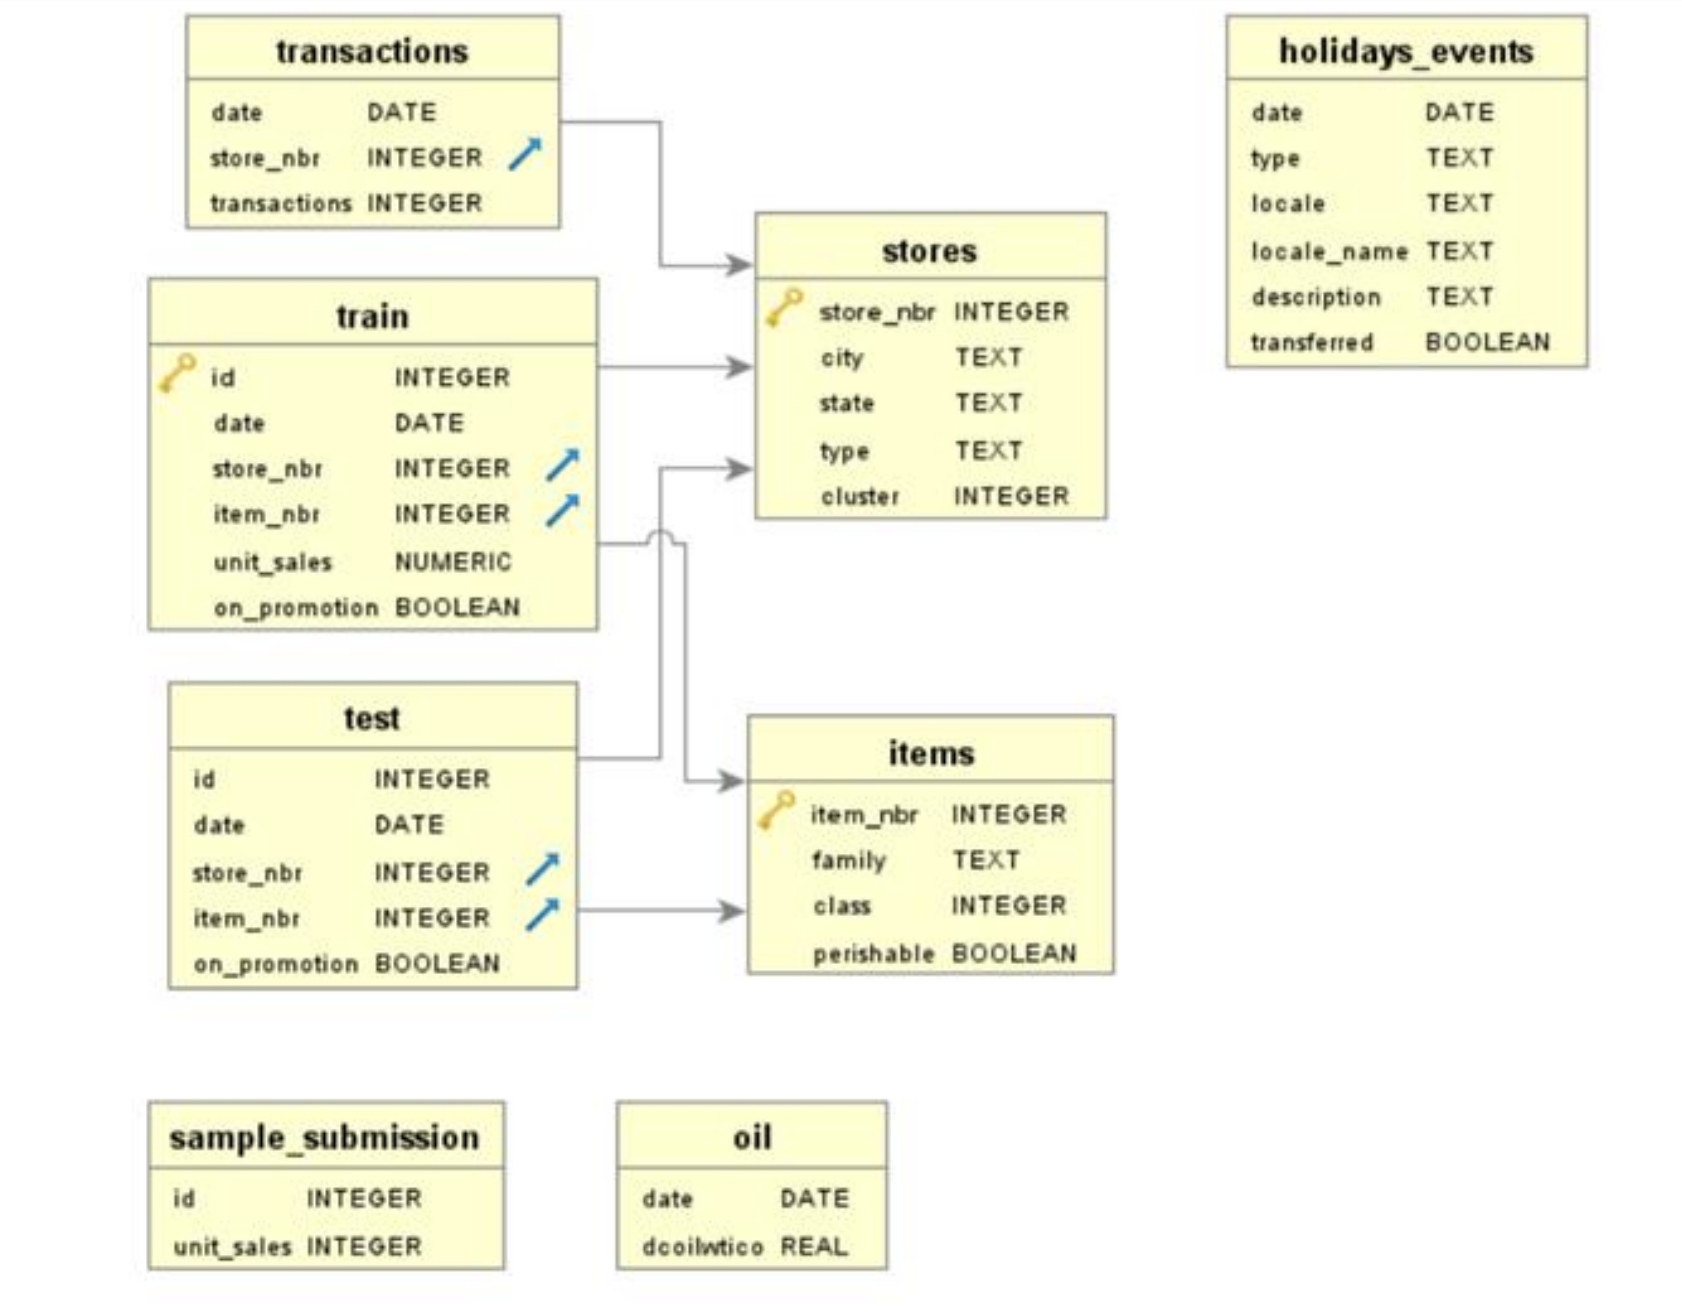 transactions
date DATE
store_nbr INTEGER
transactions INTEGER
train
id INTEGER
date DATE
store_nbr INTEGER
item_nbr INTEGER
unit_sales NUMERIC
on_promotion BOOLEAN
test
id INTEGER
date DATE
store_nbr INTEGER
item_nbr INTEGER
on_promotion BOOLEAN
stores
store_nbr INTEGER
city TEXT
state TEXT
type TEXT
cluster INTEGER
items
item_nbr INTEGER
family TEXT
class INTEGER
perishable BOOLEAN
holidays_events
date DATE
type TEXT
locale TEXT
locale_name TEXT
description TEXT
transferred BOOLEAN
sample_submission
id INTEGER
unit_sales INTEGER
oil
date DATE
dcoilwtico REAL